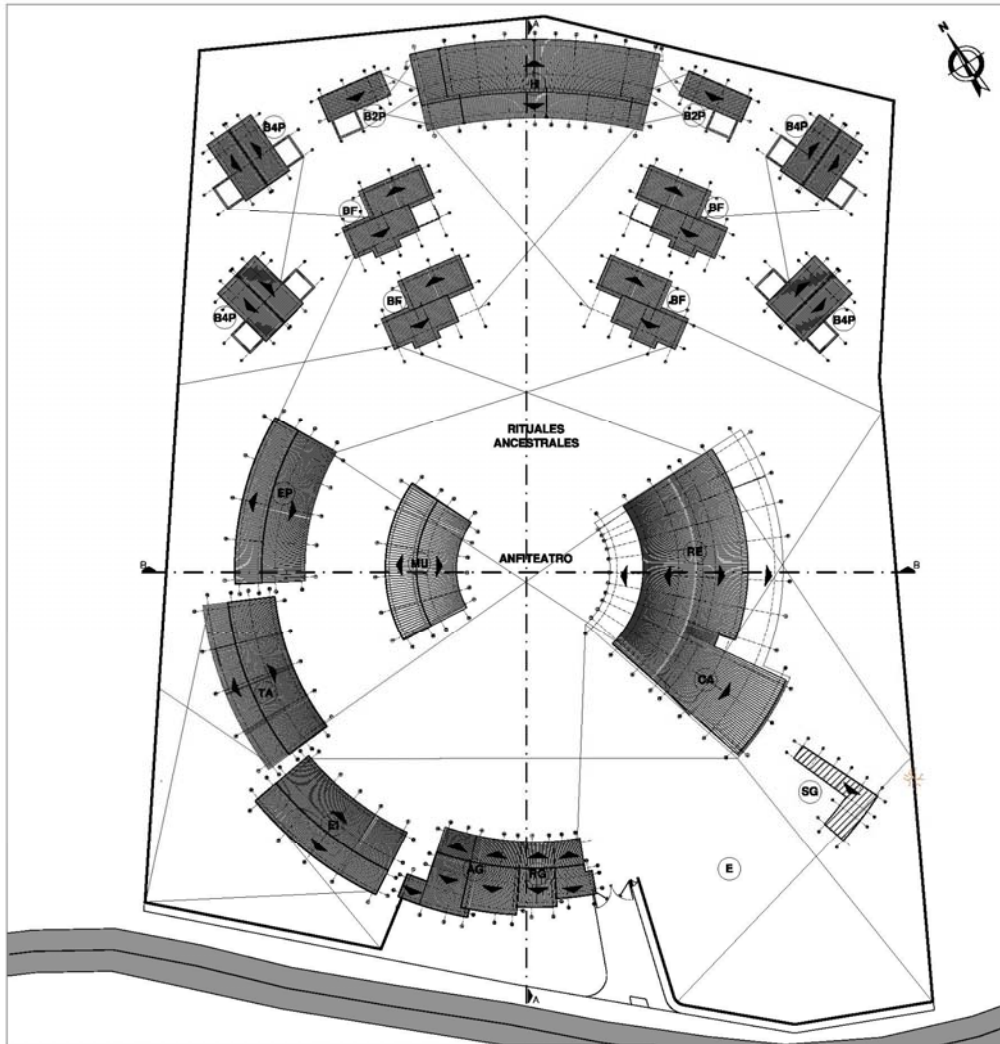 A
N
H
B2P
B2P
B4P
B4P
BF
BF
BF
BF
B4P
B4P
RITUALES
ANCESTRALES
EP
MU
ANFITEATRO
RE
B
B
TA
CA
SG
EI
AG
RG
E
A